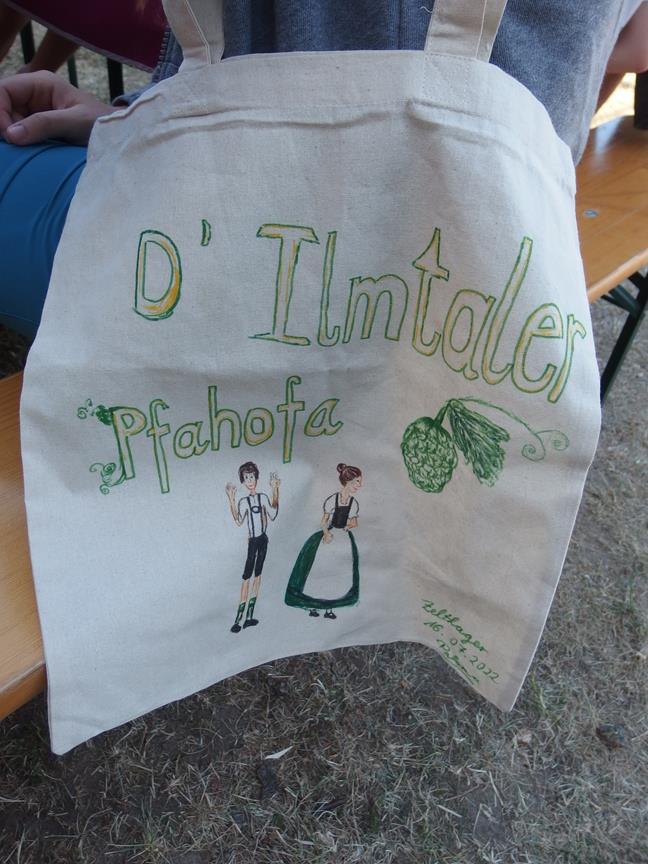 D' Ilmtaler
Pfahofa
Zeltlager
16.07.2022